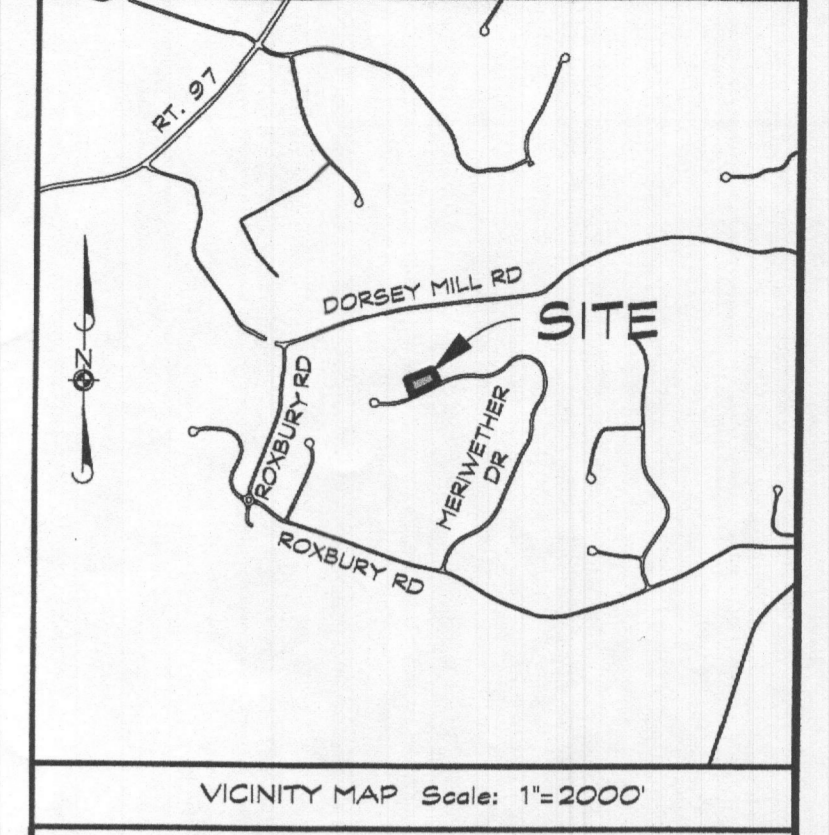 RT. 97
DORSEY MILL RD
SITE
N
ROXBURY RD
MERIWETHER
DR
ROXBURY RD
VICINITY MAP Scale: 1"=2000'